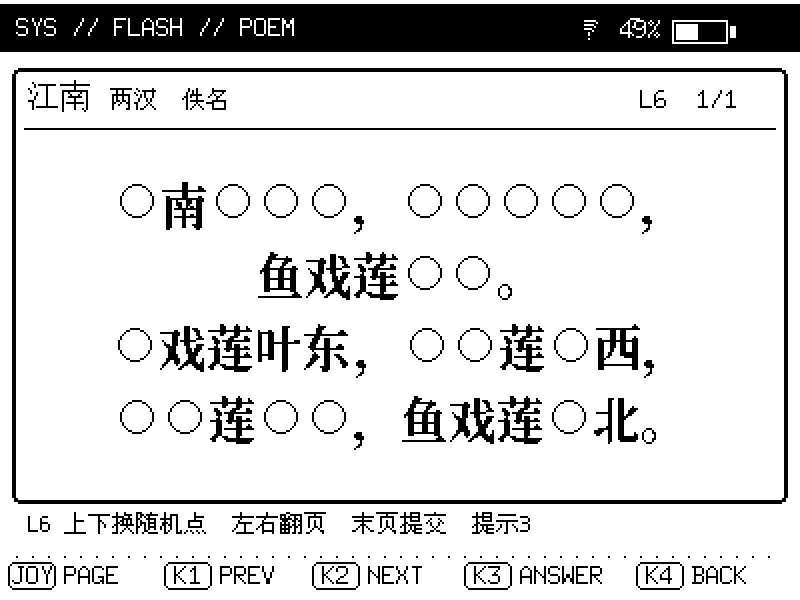 SYS // FLASH // POEM 49%
江南 两汉 佚名 L6 1/1
○南○○○，○○○○○，
鱼戏莲○○。
○戏莲叶东，○○莲○西，
○○莲○○，鱼戏莲○北。
L6 上下换随机点 左右翻页 末页提交 提示3
JOY PAGE K1 PREV K2 NEXT K3 ANSWER K4 BACK